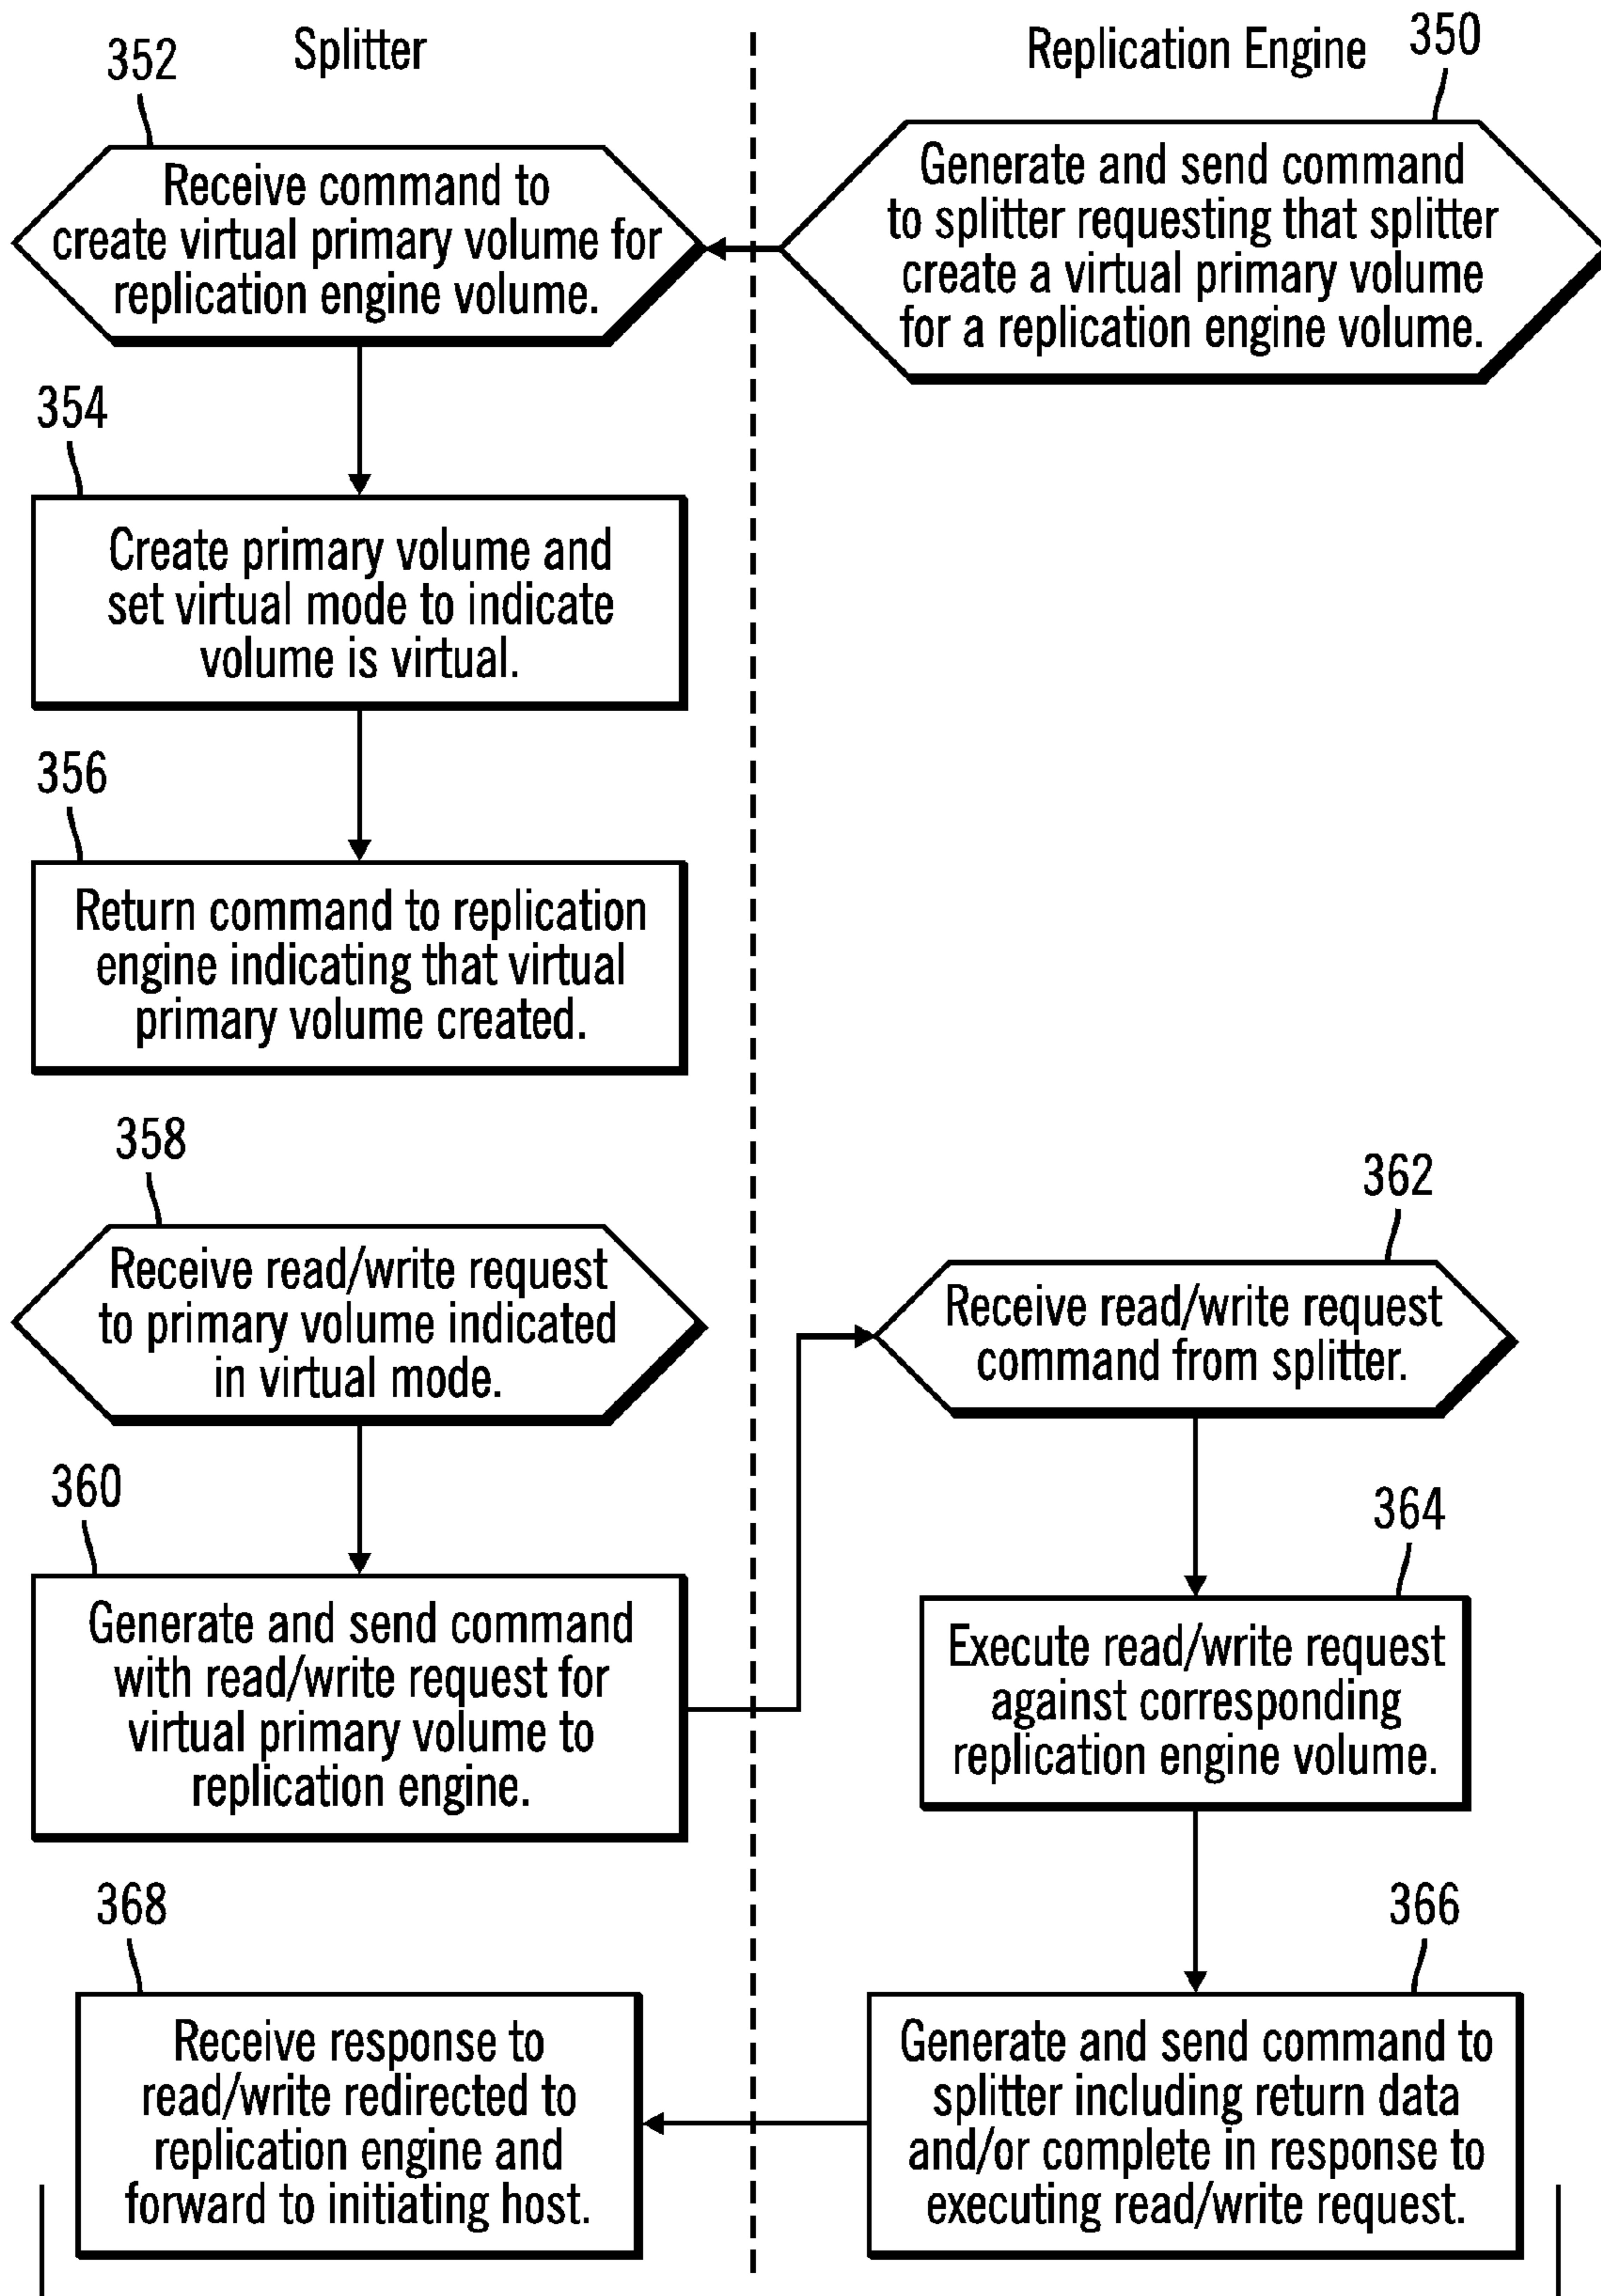 Splitter
Replication Engine
350
352
Generate and send command
to splitter requesting that splitter
create a virtual primary volume
for a replication engine volume.
Receive command to
create virtual primary volume for
replication engine volume.
354
Create primary volume and
set virtual mode to indicate
volume is virtual.
356
Return command to replication
engine indicating that virtual
primary volume created.
358
Receive read/write request
to primary volume indicated
in virtual mode.
360
Generate and send command
with read/write request for
virtual primary volume to
replication engine.
362
Receive read/write request
command from splitter.
364
Execute read/write request
against corresponding
replication engine volume.
366
Generate and send command to
splitter including return data
and/or complete in response to
executing read/write request.
368
Receive response to
read/write redirected to
replication engine and
forward to initiating host.